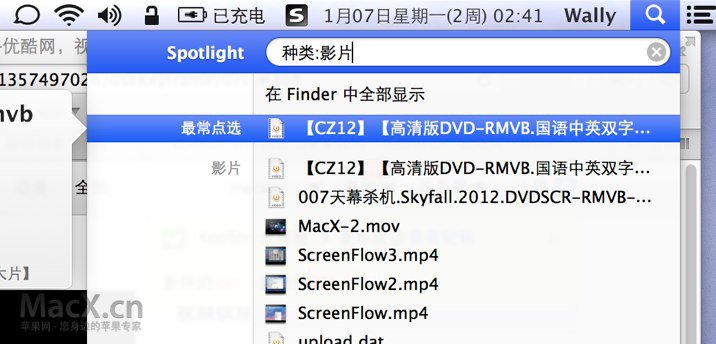 已充电 S 1月07日星期一(2周) 02:41 Wally
Spotlight 种类:影片
-优酷网，视
135749702
mvb
在 Finder 中全部显示
最常点选 【CZ12】【高清版DVD-RMVB.国语中英双字...
影片 【CZ12】【高清版DVD-RMVB.国语中英双字...
007天幕杀机.Skyfall.2012.DVDSCR-RMVB-...
全
MacX-2.mov
ScreenFlow3.mp4
大片】
ScreenFlow2.mp4
MacX.cn
ScreenFlow.mp4
苹果网 - 您身边的苹果专家
upload.dat